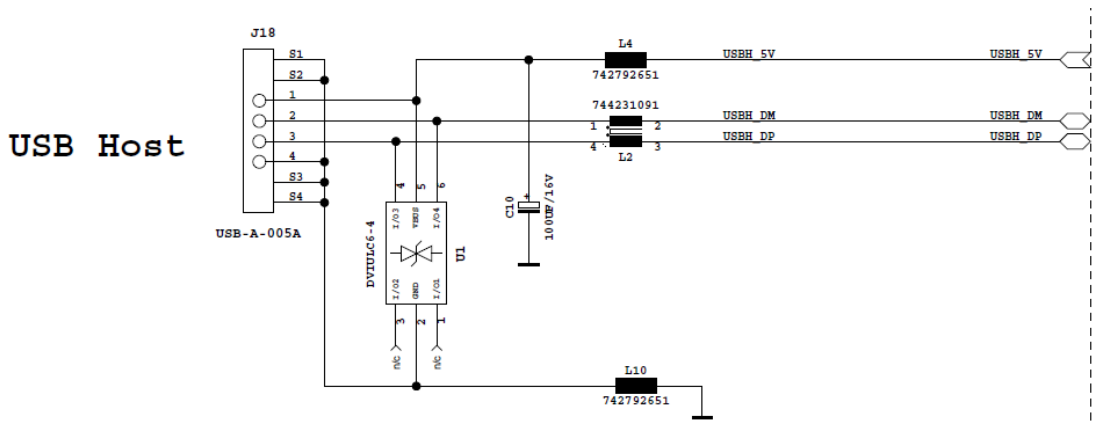 J18
S1
S2
1
2
3
4
S3
S4
USB-A-005A
USB Host
L4
742792651
USBH_5V
USBH_5V
744231091
1
2
USBH_DM
USBH_DM
4
3
USBH_DP
USBH_DP
L2
4
5
6
I/O3
VBUS
I/O4
DVIULC6-4
U1
I/O2
GND
I/O1
3
2
1
n/c
n/c
C10
+
100UF/16V
L10
742792651